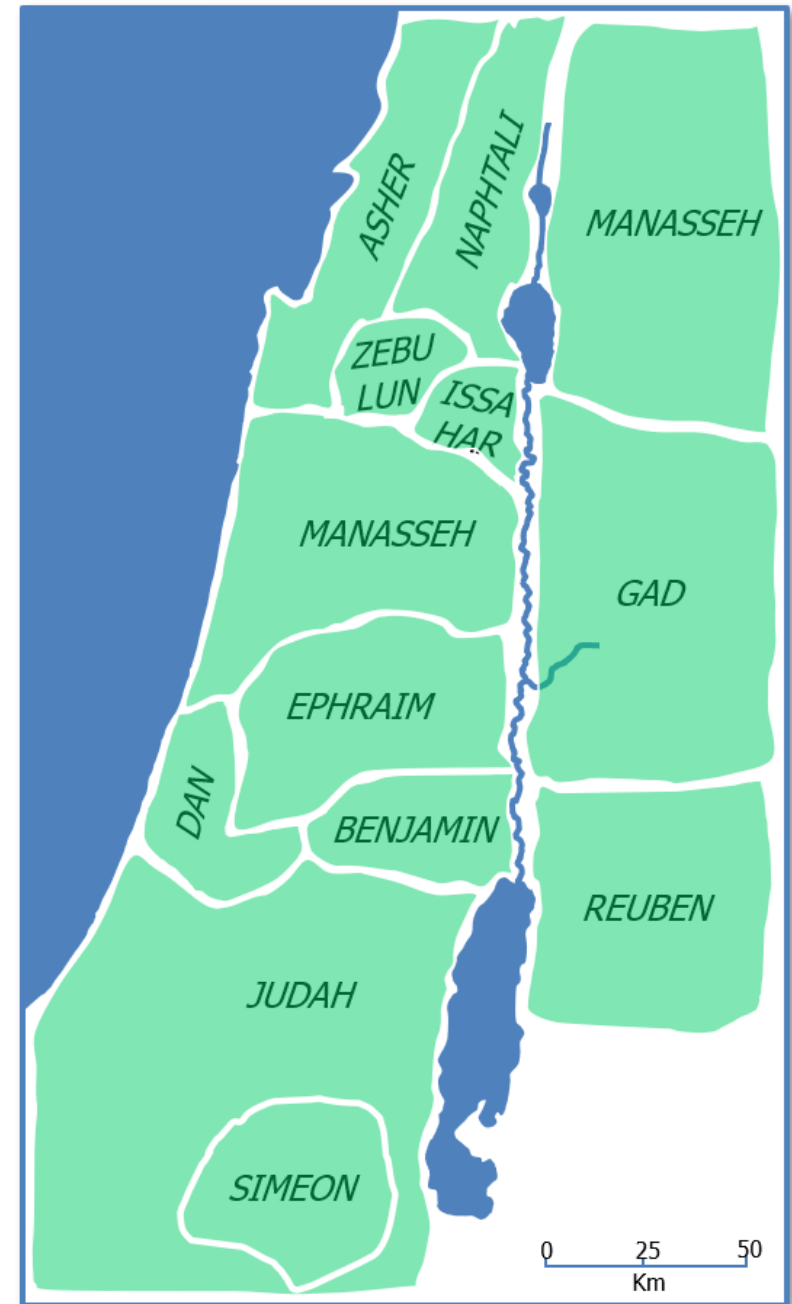 ASHER
NAPHTALI
MANASSEH
ZEBU
LUN
ISSA
HAR
MANASSEH
GAD
EPHRAIM
DAN
BENJAMIN
REUBEN
JUDAH
SIMEON
0 25 50
Km